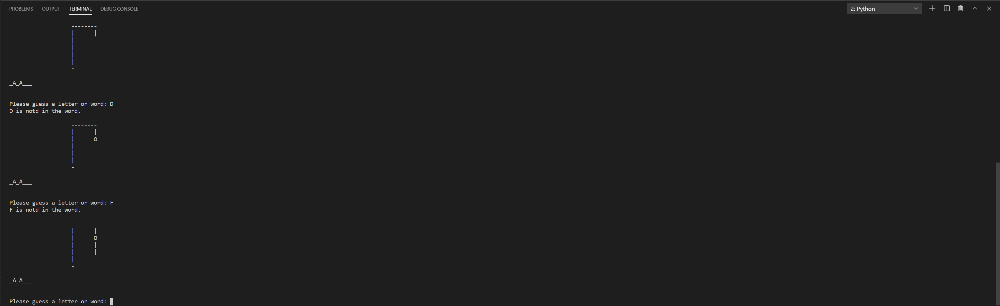 PROBLEMS OUTPUT TERMINAL DEBUG CONSOLE 2: Python
--------
|      |
|
|
|
|
-
_A_A___
Please guess a letter or word: D
D is notd in the word.
--------
|      |
|      O
|
|
|
-
_A_A___
Please guess a letter or word: F
F is notd in the word.
--------
|      |
|      O
|      |
|      |
|
-
_A_A___
Please guess a letter or word: